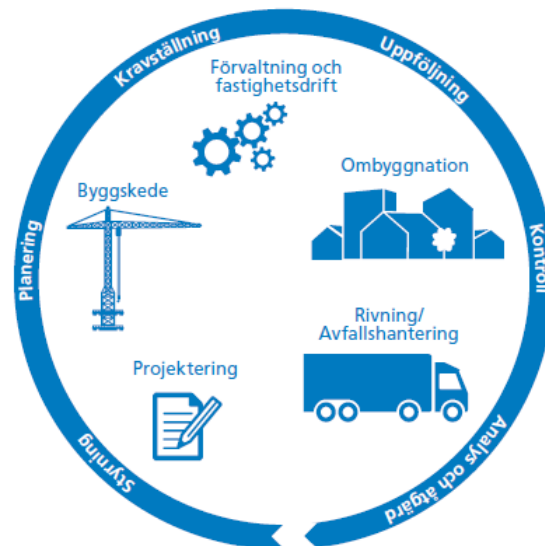 Kravställning
Uppföljning
Förvaltning och
fastighetsdrift
Ombyggnation
Byggskede
Planering
Kontroll
Rivning/
Avfallshantering
Projektering
Styrning
Analys och åtgärd